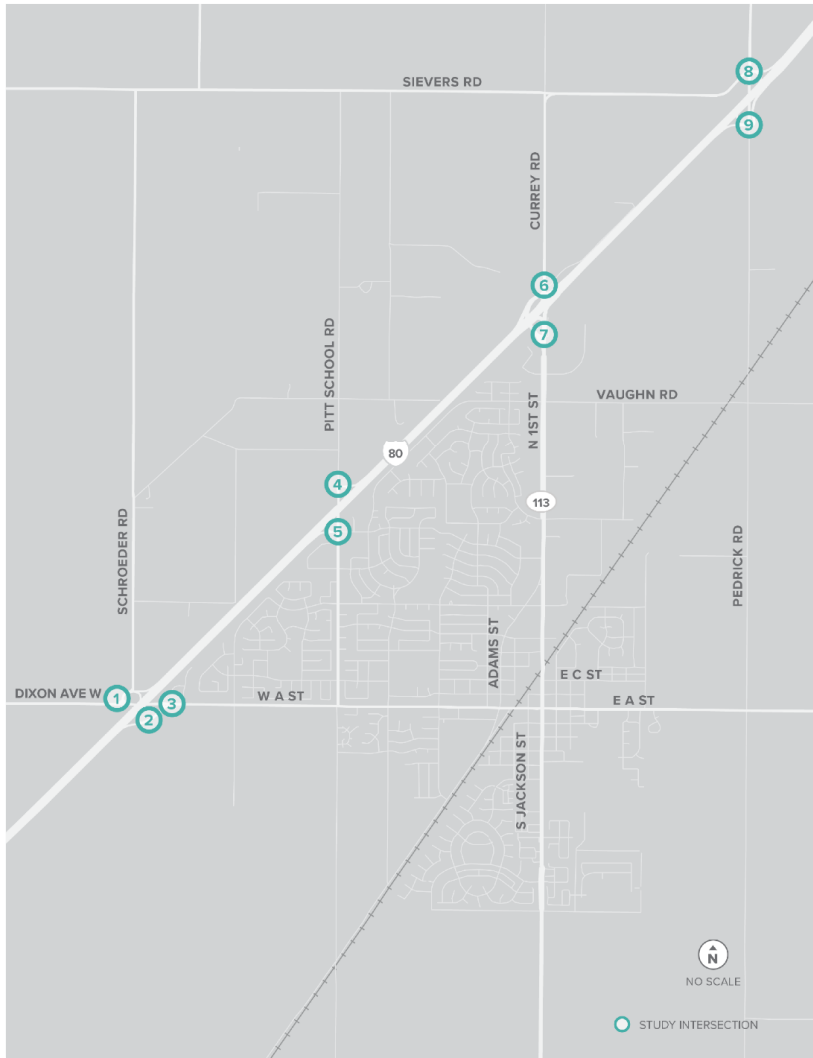 8
SIEVERS RD
9
CURREY RD
6
7
PITT SCHOOL RD
VAUGHN RD
N 1ST ST
80
4
113
5
SCHROEDER RD
PEDRICK RD
ADAMS ST
E C ST
DIXON AVE W
1
3
W A ST
E A ST
2
S JACKSON ST
N
NO SCALE
STUDY INTERSECTION